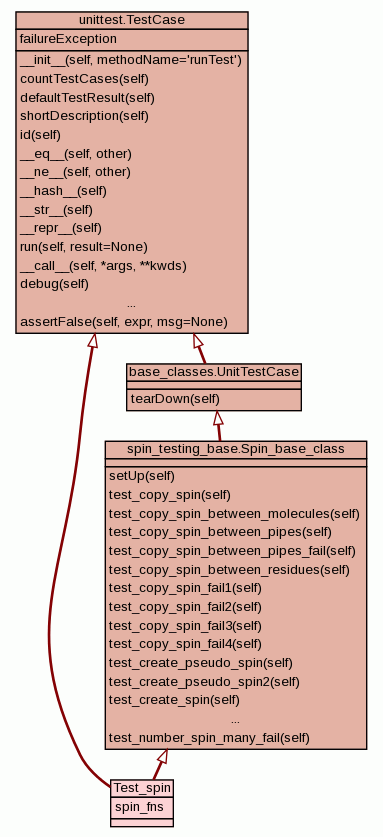 unittest.TestCase
failureException
__init__(self, methodName='runTest')
countTestCases(self)
defaultTestResult(self)
shortDescription(self)
id(self)
__eq__(self, other)
__ne__(self, other)
__hash__(self)
__str__(self)
__repr__(self)
run(self, result=None)
__call__(self, *args, **kwds)
debug(self)
...
assertFalse(self, expr, msg=None)
base_classes.UnitTestCase
tearDown(self)
spin_testing_base.Spin_base_class
setUp(self)
test_copy_spin(self)
test_copy_spin_between_molecules(self)
test_copy_spin_between_pipes(self)
test_copy_spin_between_pipes_fail(self)
test_copy_spin_between_residues(self)
test_copy_spin_fail1(self)
test_copy_spin_fail2(self)
test_copy_spin_fail3(self)
test_copy_spin_fail4(self)
test_create_pseudo_spin(self)
test_create_pseudo_spin2(self)
test_create_spin(self)
...
test_number_spin_many_fail(self)
Test_spin
spin_fns